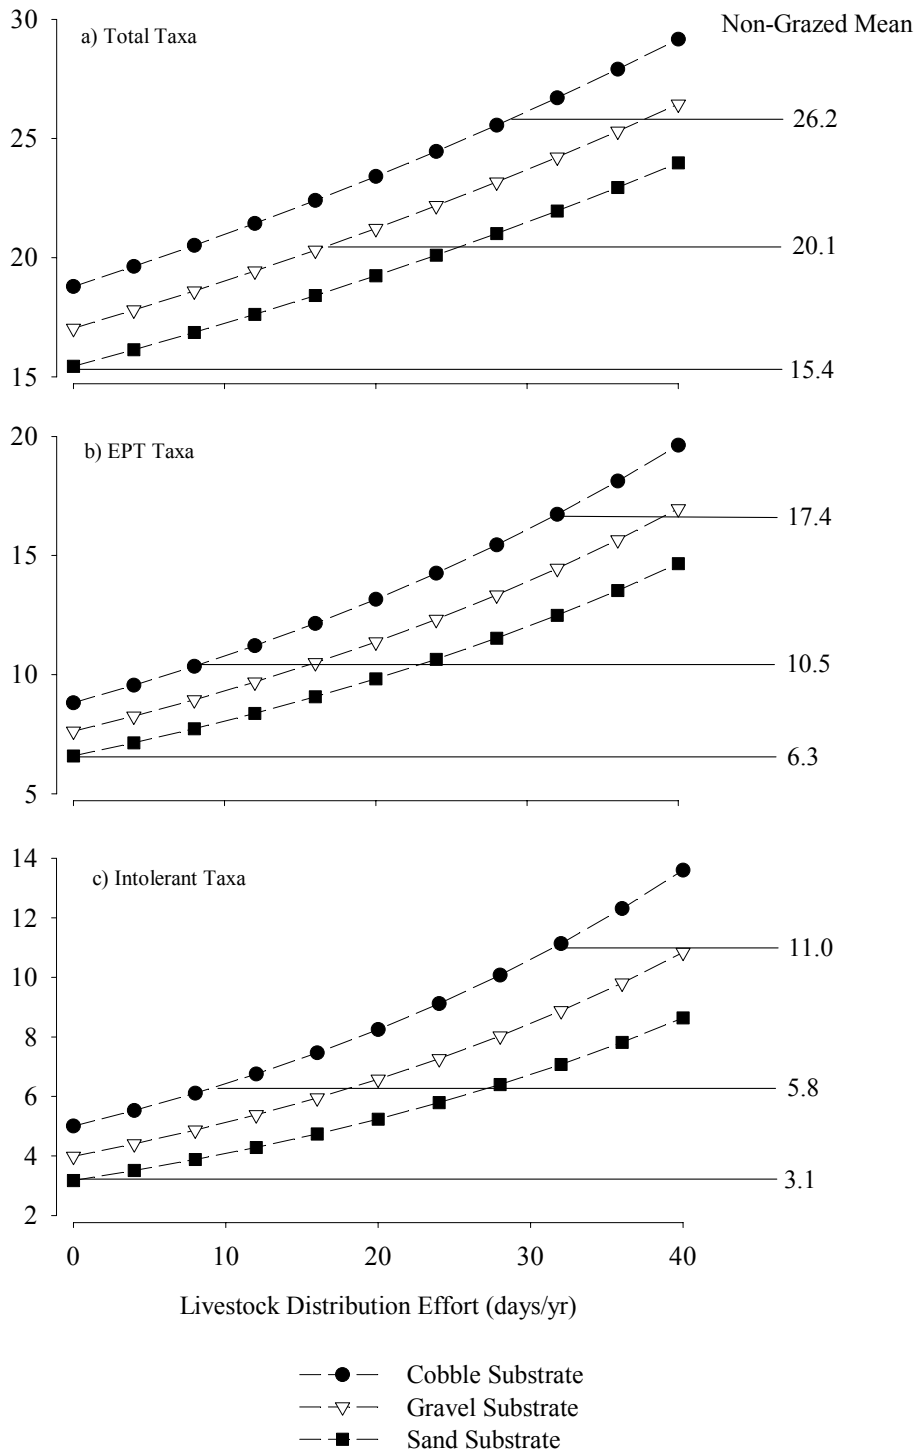 30
a) Total Taxa
Non-Grazed Mean
25
26.2
20
20.1
15
15.4
20
b) EPT Taxa
17.4
15
10
10.5
6.3
5
14
c) Intolerant Taxa
12
11.0
10
8
6
5.8
4
3.1
2
0 10 20 30 40
Livestock Distribution Effort (days/yr)
Cobble Substrate
Gravel Substrate
Sand Substrate